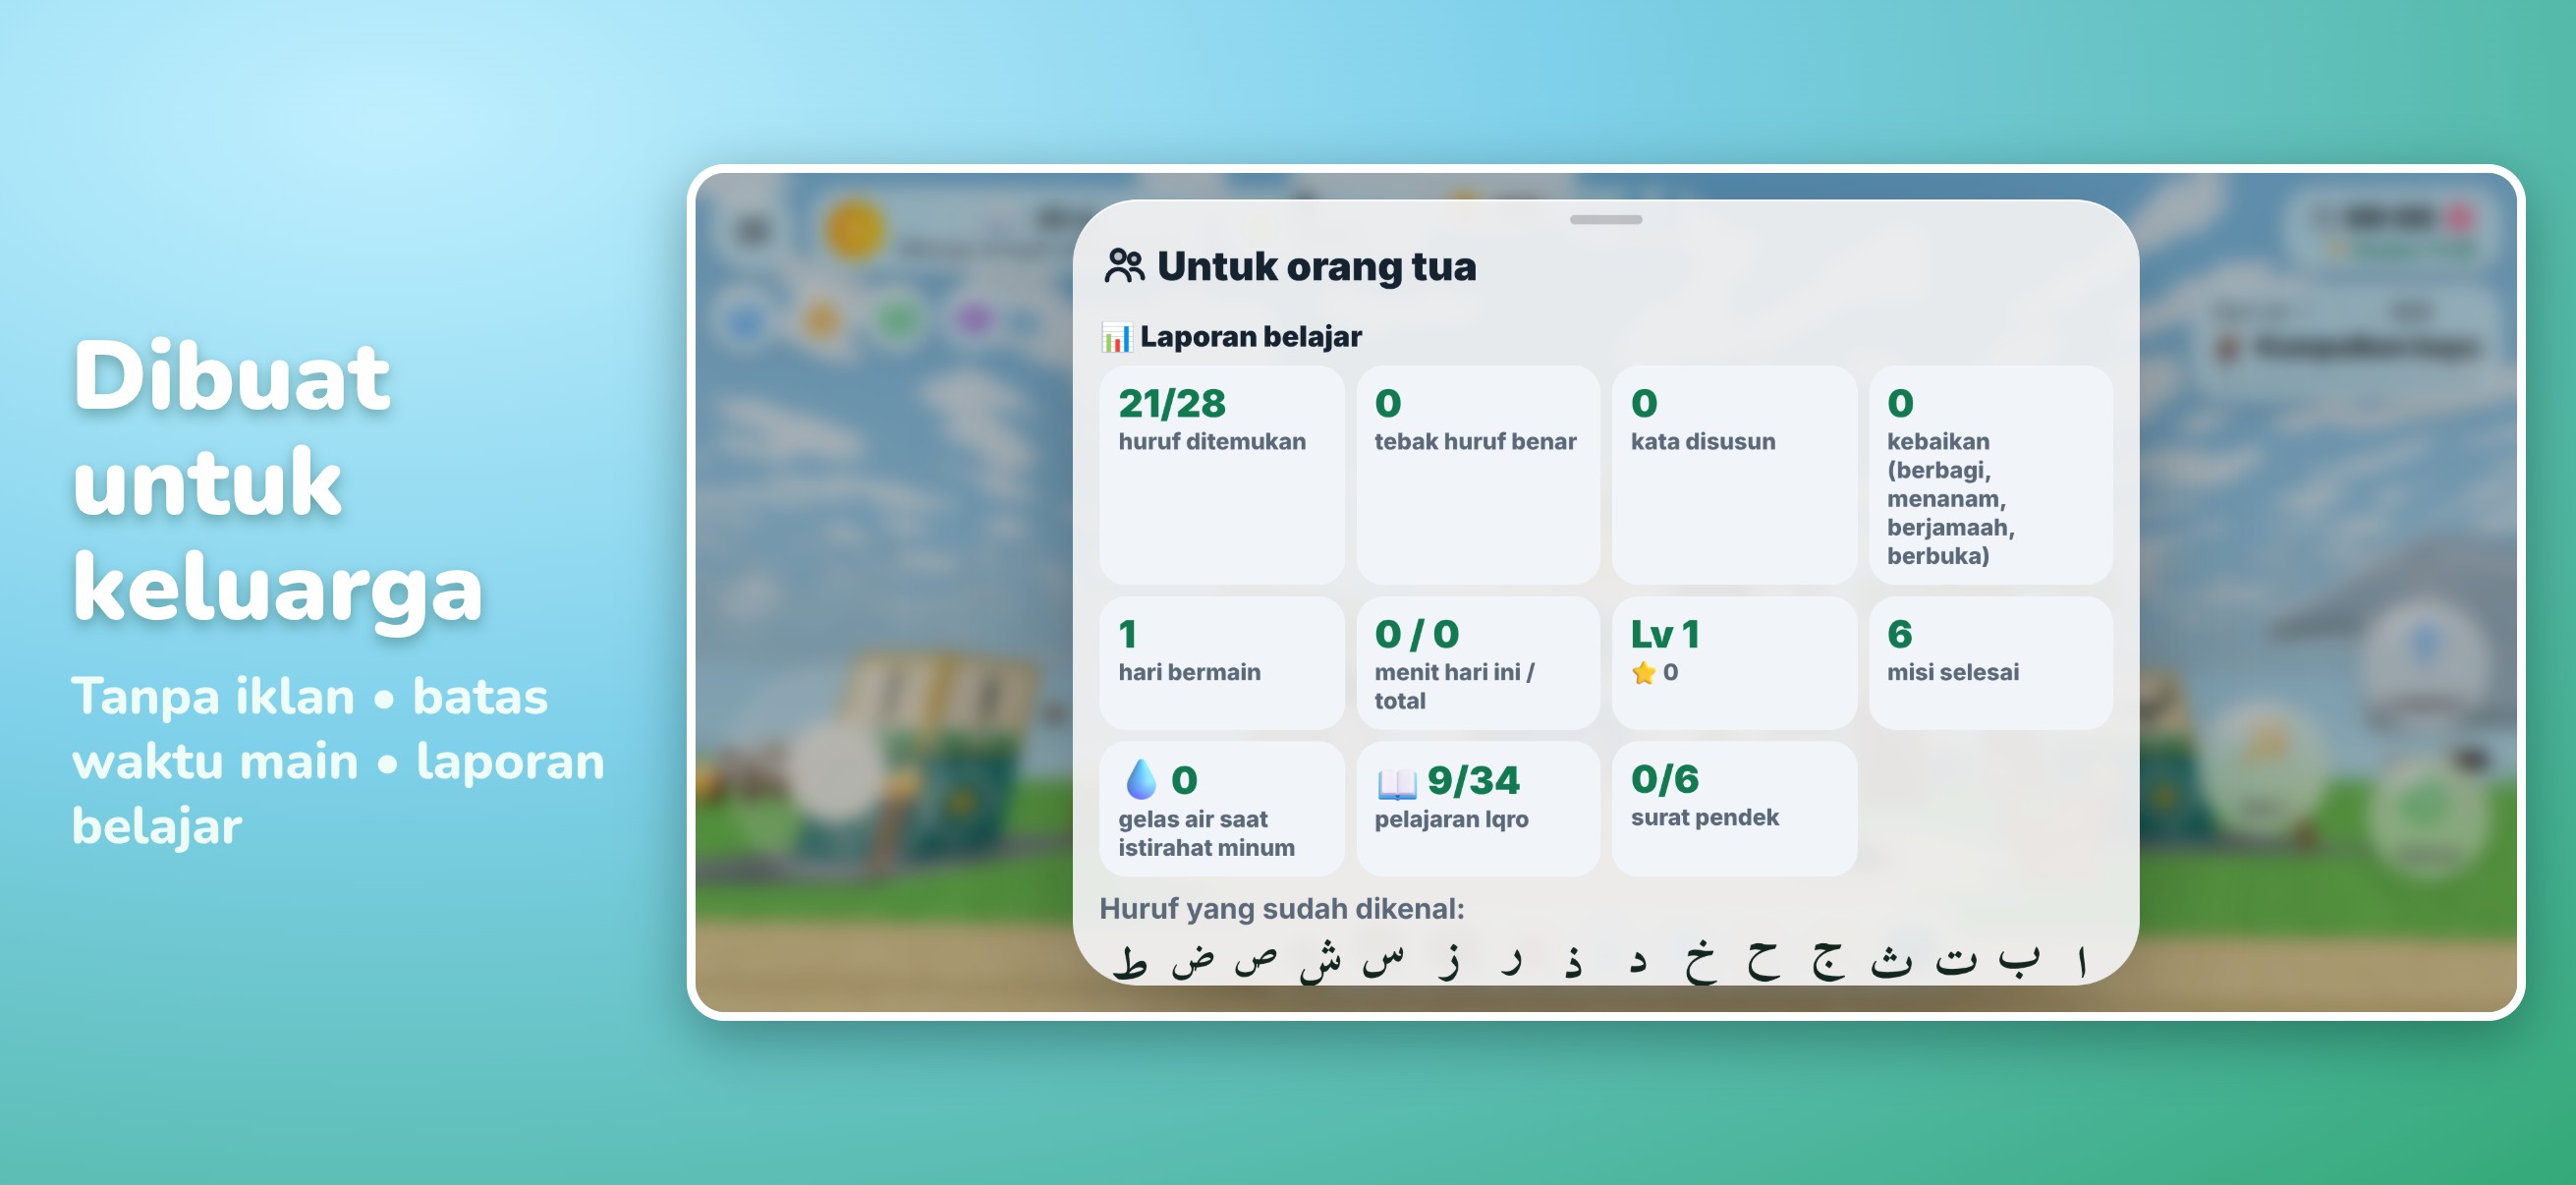 Dibuat
untuk
keluarga
Tanpa iklan • batas
waktu main • laporan
belajar
Untuk orang tua
📊 Laporan belajar
21/28
huruf ditemukan
0
tebak huruf benar
0
kata disusun
0
kebaikan
(berbagi,
menanam,
berjamaah,
berbuka)
1
hari bermain
0 / 0
menit hari ini /
total
Lv 1
⭐ 0
6
misi selesai
💧 0
gelas air saat
istirahat minum
📖 9/34
pelajaran Iqro
0/6
surat pendek
Huruf yang sudah dikenal:
ا ب ت ث ج ح خ د ذ ر ز س ش ص ض ط